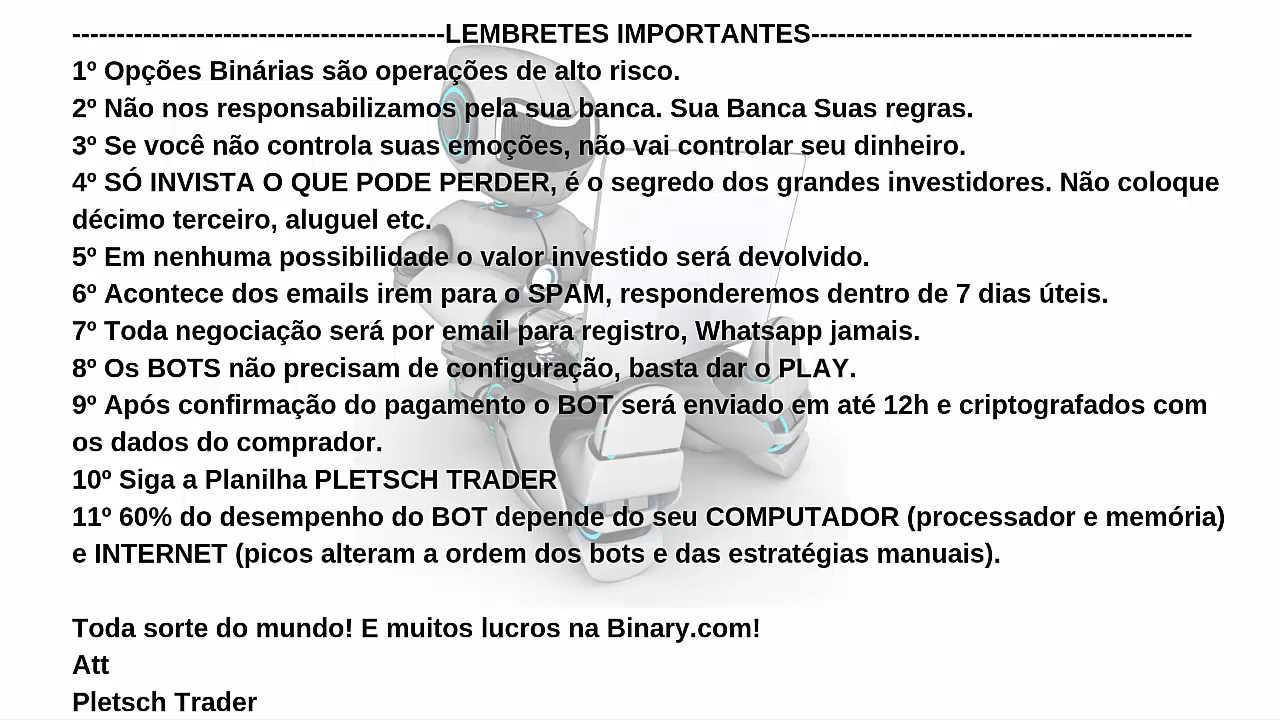 ------------------------------------------LEMBRETES IMPORTANTES-------------------------------------------
1º Opções Binárias são operações de alto risco.
2º Não nos responsabilizamos pela sua banca. Sua Banca Suas regras.
3º Se você não controla suas emoções, não vai controlar seu dinheiro.
4º SÓ INVISTA O QUE PODE PERDER, é o segredo dos grandes investidores. Não coloque
décimo terceiro, aluguel etc.
5º Em nenhuma possibilidade o valor investido será devolvido.
6º Acontece dos emails irem para o SPAM, responderemos dentro de 7 dias úteis.
7º Toda negociação será por email para registro, Whatsapp jamais.
8º Os BOTS não precisam de configuração, basta dar o PLAY.
9º Após confirmação do pagamento o BOT será enviado em até 12h e criptografados com
os dados do comprador.
10º Siga a Planilha PLETSCH TRADER
11º 60% do desempenho do BOT depende do seu COMPUTADOR (processador e memória)
e INTERNET (picos alteram a ordem dos bots e das estratégias manuais).
Toda sorte do mundo! E muitos lucros na Binary.com!
Att
Pletsch Trader